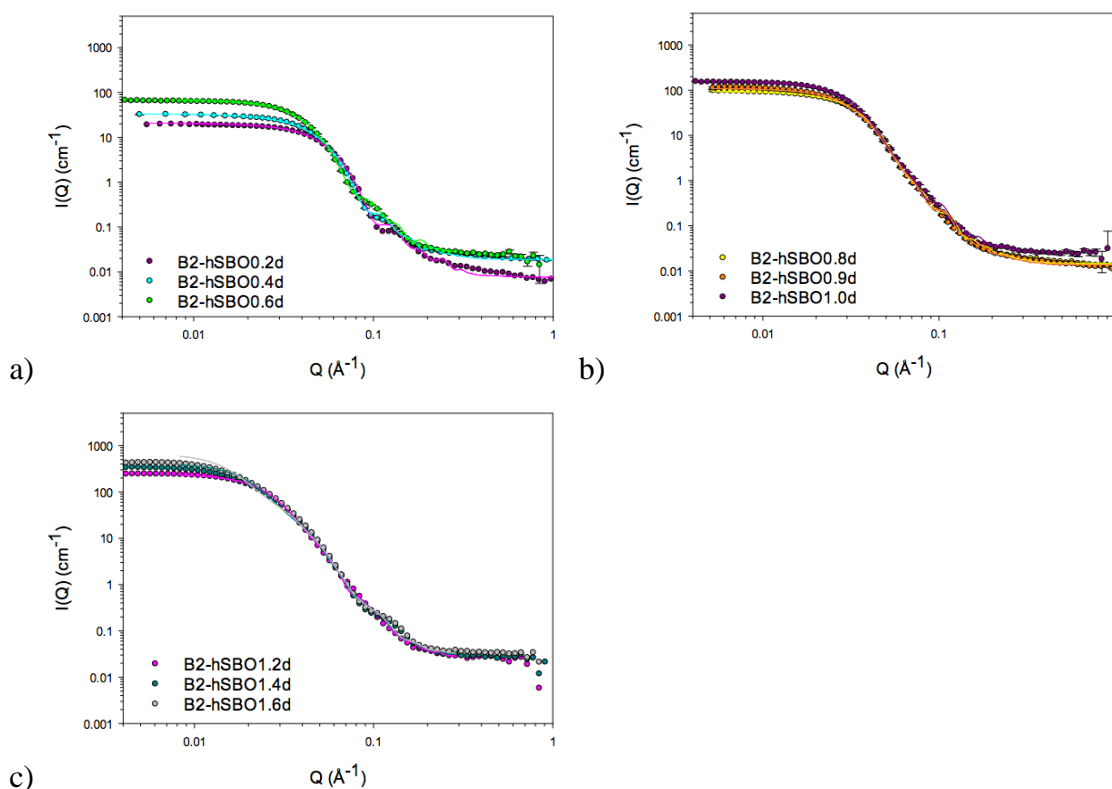 1000
100
10
1
0.1
0.01
0.001
I(Q) (cm⁻¹)
B2-hSBO0.2d
B2-hSBO0.4d
B2-hSBO0.6d
0.01
0.1
1
Q (Å⁻¹)
a)
1000
100
10
1
0.1
0.01
0.001
I(Q) (cm⁻¹)
B2-hSBO0.8d
B2-hSBO0.9d
B2-hSBO1.0d
0.01
0.1
Q (Å⁻¹)
b)
1000
100
10
1
0.1
0.01
0.001
I(Q) (cm⁻¹)
B2-hSBO1.2d
B2-hSBO1.4d
B2-hSBO1.6d
0.01
0.1
1
Q (Å⁻¹)
c)